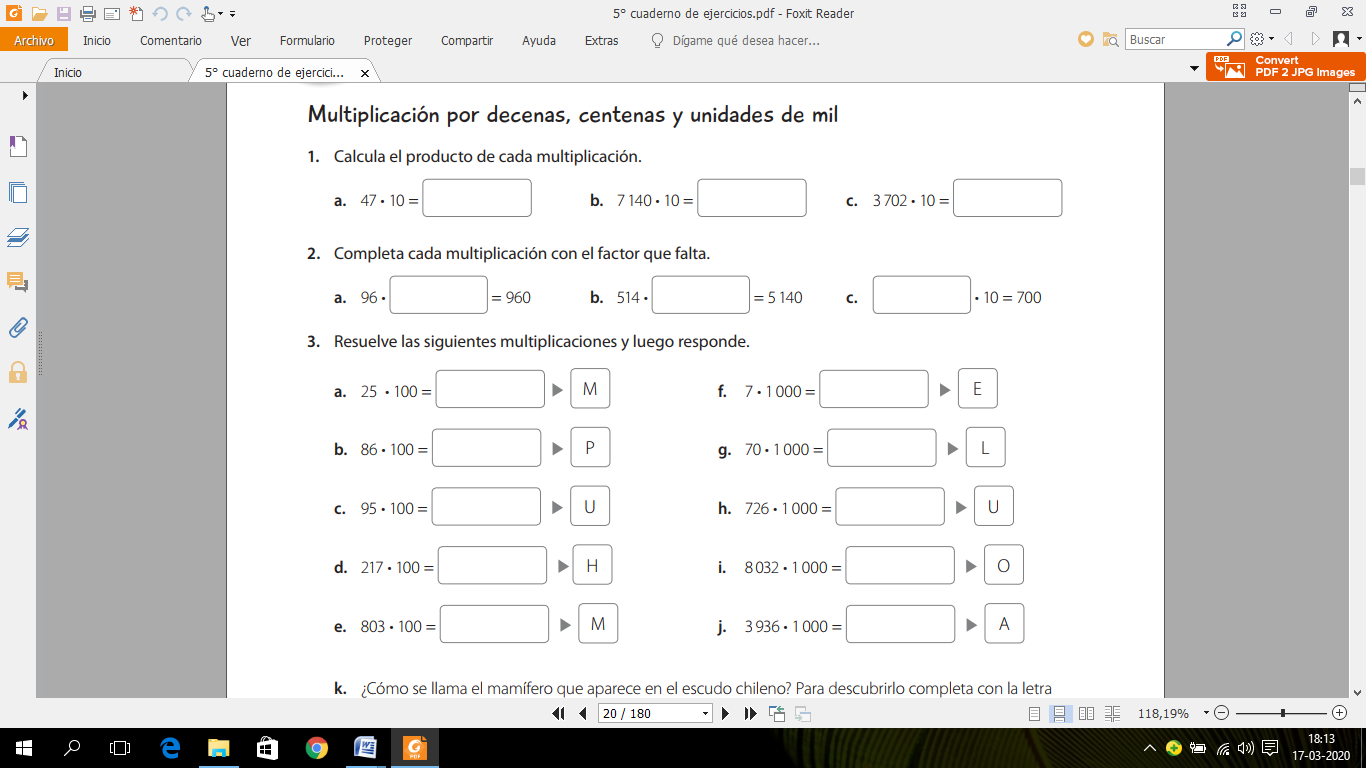 5° cuaderno de ejercicios.pdf - Foxit Reader
Archivo Inicio Comentario Ver Formulario Proteger Compartir Ayuda Extras Dígame qué desea hacer... Buscar
Inicio 5° cuaderno de ejercici... Convert
PDF 2 JPG Images
Multiplicación por decenas, centenas y unidades de mil
1. Calcula el producto de cada multiplicación.
a. 47 • 10 = b. 7 140 • 10 = c. 3 702 • 10 =
2. Completa cada multiplicación con el factor que falta.
a. 96 • = 960 b. 514 • = 5 140 c. • 10 = 700
3. Resuelve las siguientes multiplicaciones y luego responde.
a. 25 • 100 = M f. 7 • 1 000 = E
b. 86 • 100 = P g. 70 • 1 000 = L
c. 95 • 100 = U h. 726 • 1 000 = U
d. 217 • 100 = H i. 8 032 • 1 000 = O
e. 803 • 100 = M j. 3 936 • 1 000 = A
k. ¿Cómo se llama el mamífero que aparece en el escudo chileno? Para descubrirlo completa con la letra
20 / 180 118,19%
18:13
17-03-2020